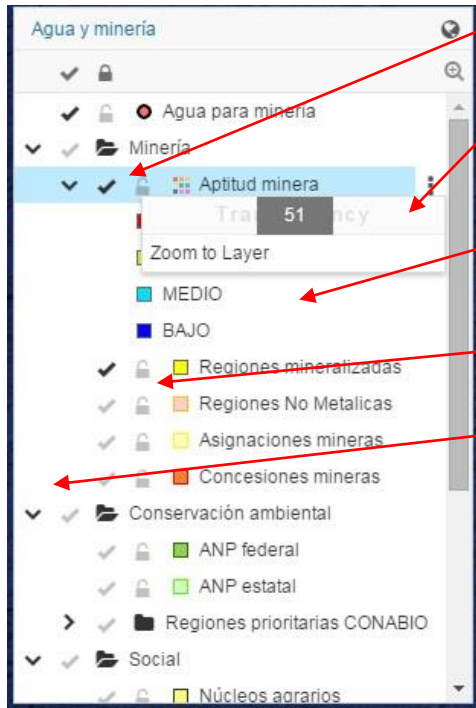 Agua y minería
Agua para minería
Minería
Aptitud minera
51
Zoom to Layer
MEDIO
BAJO
Regiones mineralizadas
Regiones No Metalicas
Asignaciones mineras
Concesiones mineras
Conservación ambiental
ANP federal
ANP estatal
Regiones prioritarias CONABIO
Social
Núcleos agrarios